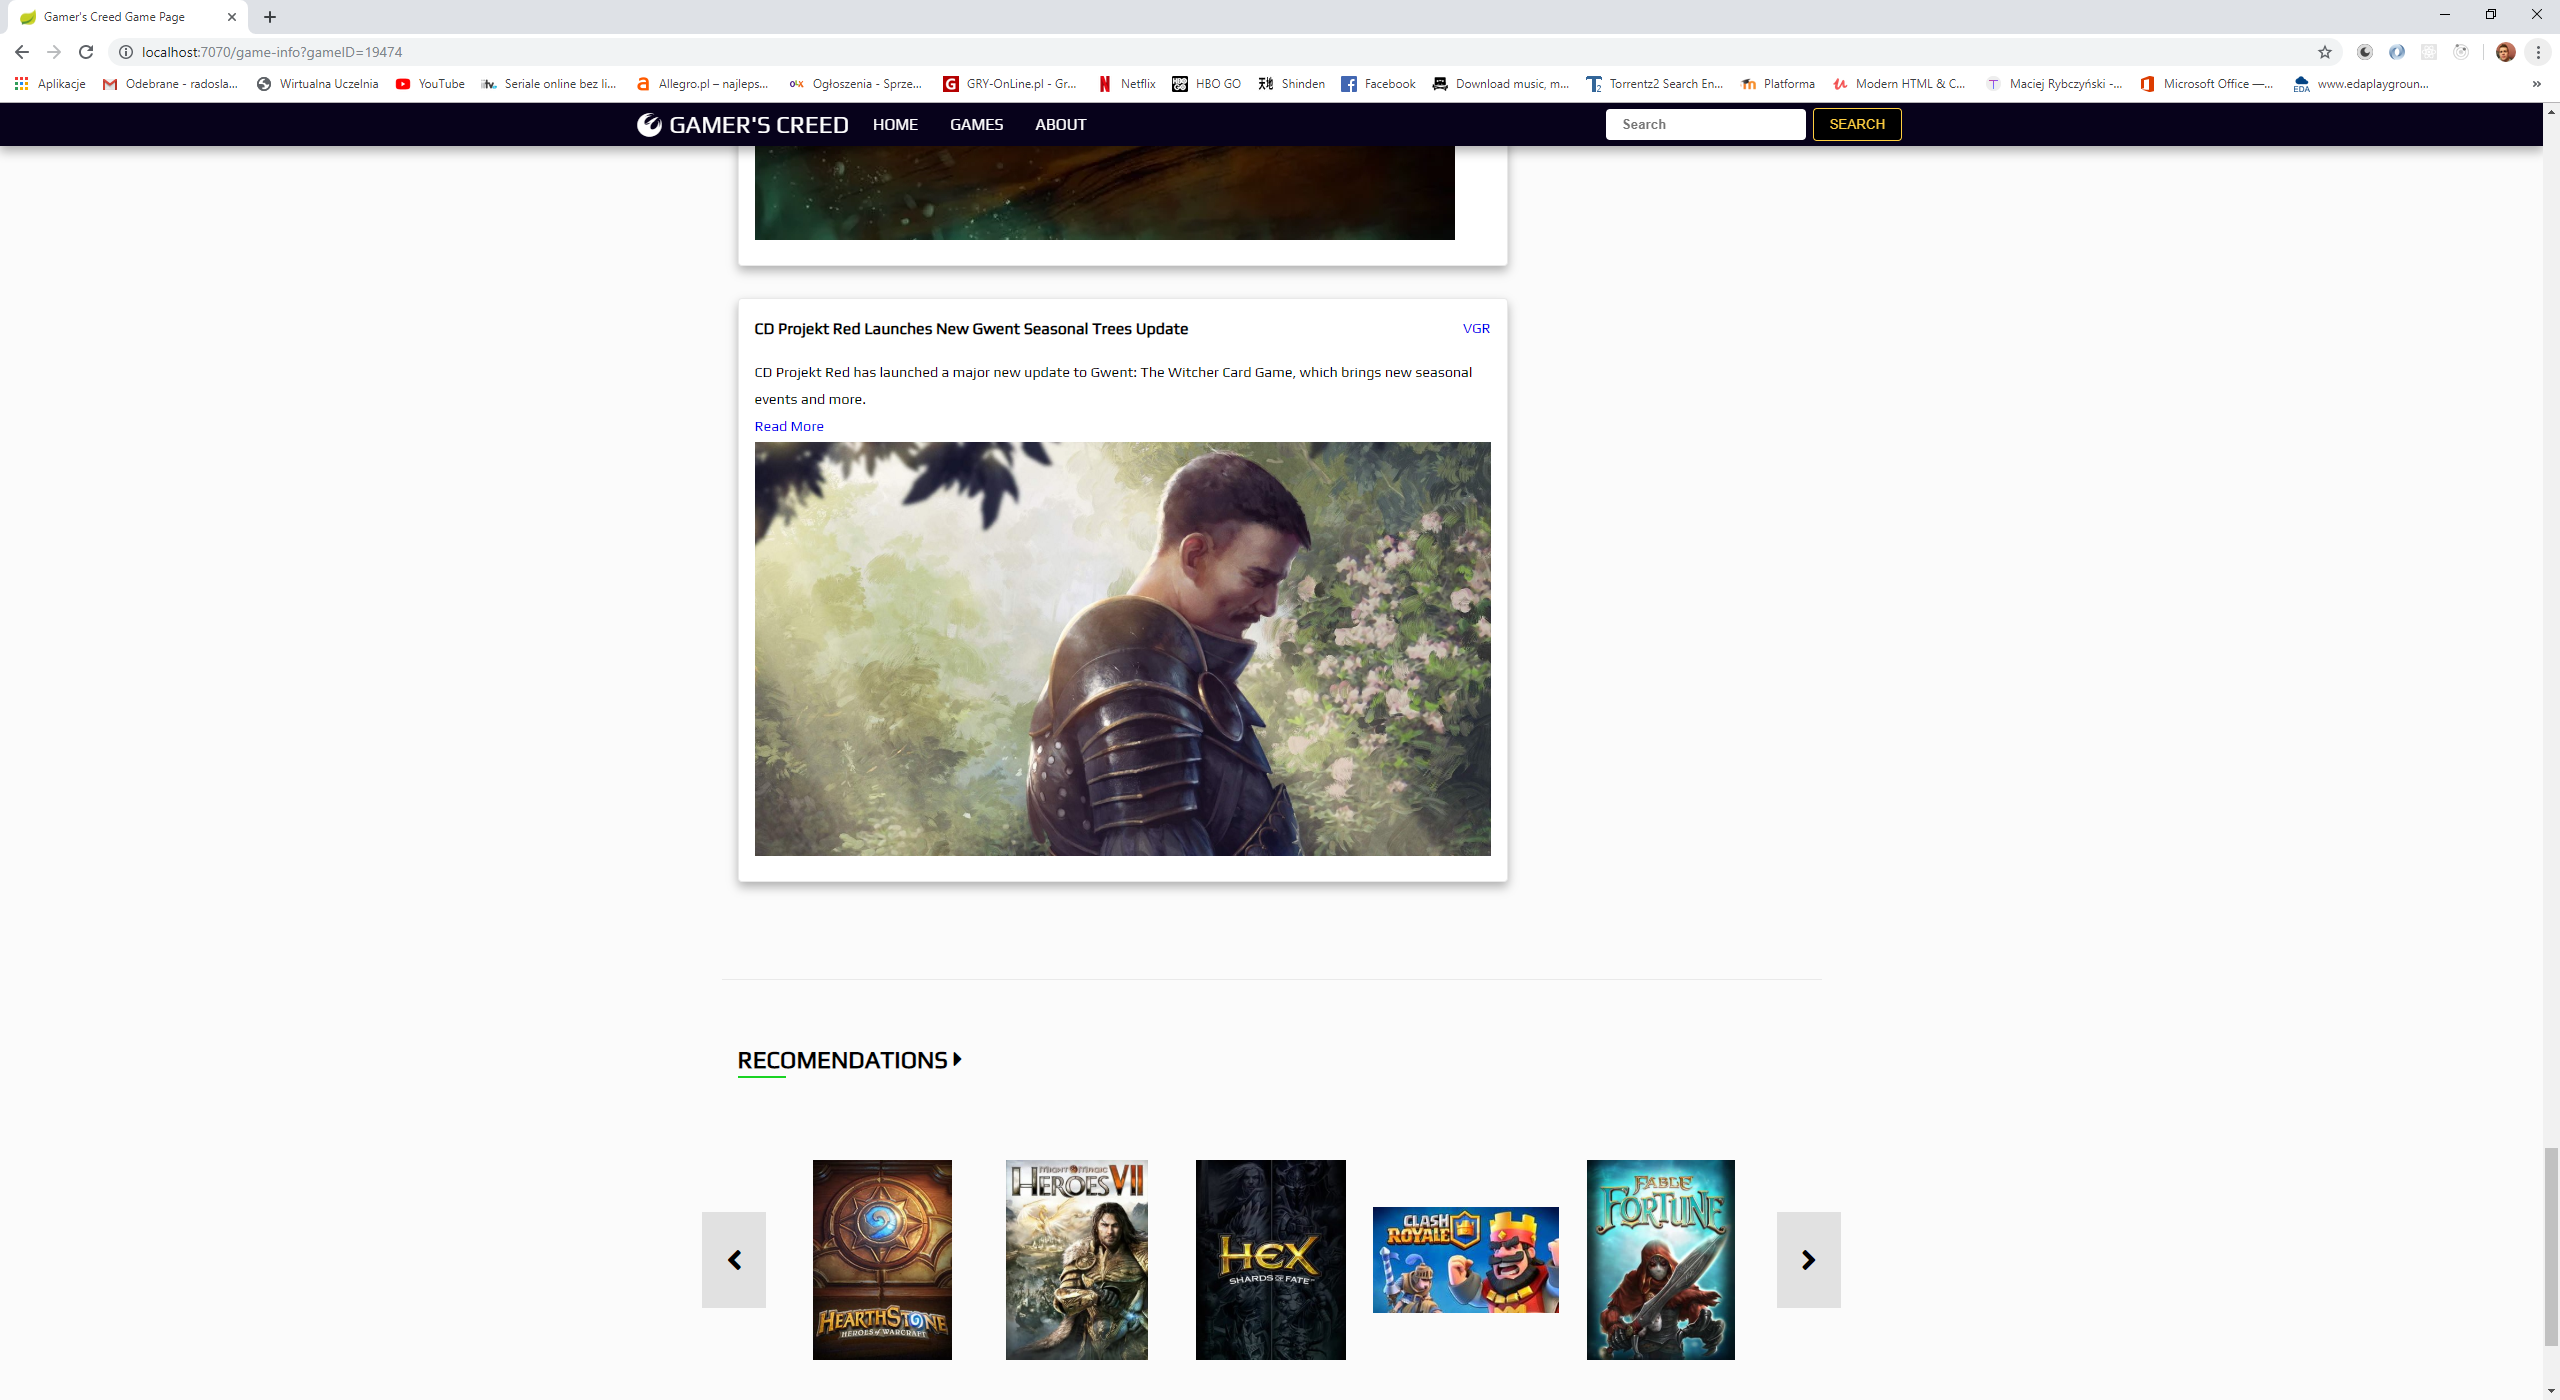 Gamer's Creed Game Page
localhost:7070/game-info?gameID=19474
Aplikacje
Odebrane - radosla...
Wirtualna Uczelnia
YouTube
Seriale online bez li...
Allegro.pl – najleps...
Ogłoszenia - Sprze...
GRY-OnLine.pl - Gr...
Netflix
HBO GO
Shinden
Facebook
Download music, m...
Torrentz2 Search En...
Platforma
Modern HTML & C...
Maciej Rybczyński -...
Microsoft Office —...
www.edaplaygroun...
»
GAMER'S CREED HOME GAMES ABOUT
Search SEARCH
CD Projekt Red Launches New Gwent Seasonal Trees Update VGR
CD Projekt Red has launched a major new update to Gwent: The Witcher Card Game, which brings new seasonal
events and more.
Read More
RECOMENDATIONS
HEARTHSTONE
HEROES of WARCRAFT
MIGHT & MAGIC
HEROES VII
HEX
SHARDS OF FATE
CLASH
ROYALE
FABLE
FORTUNE